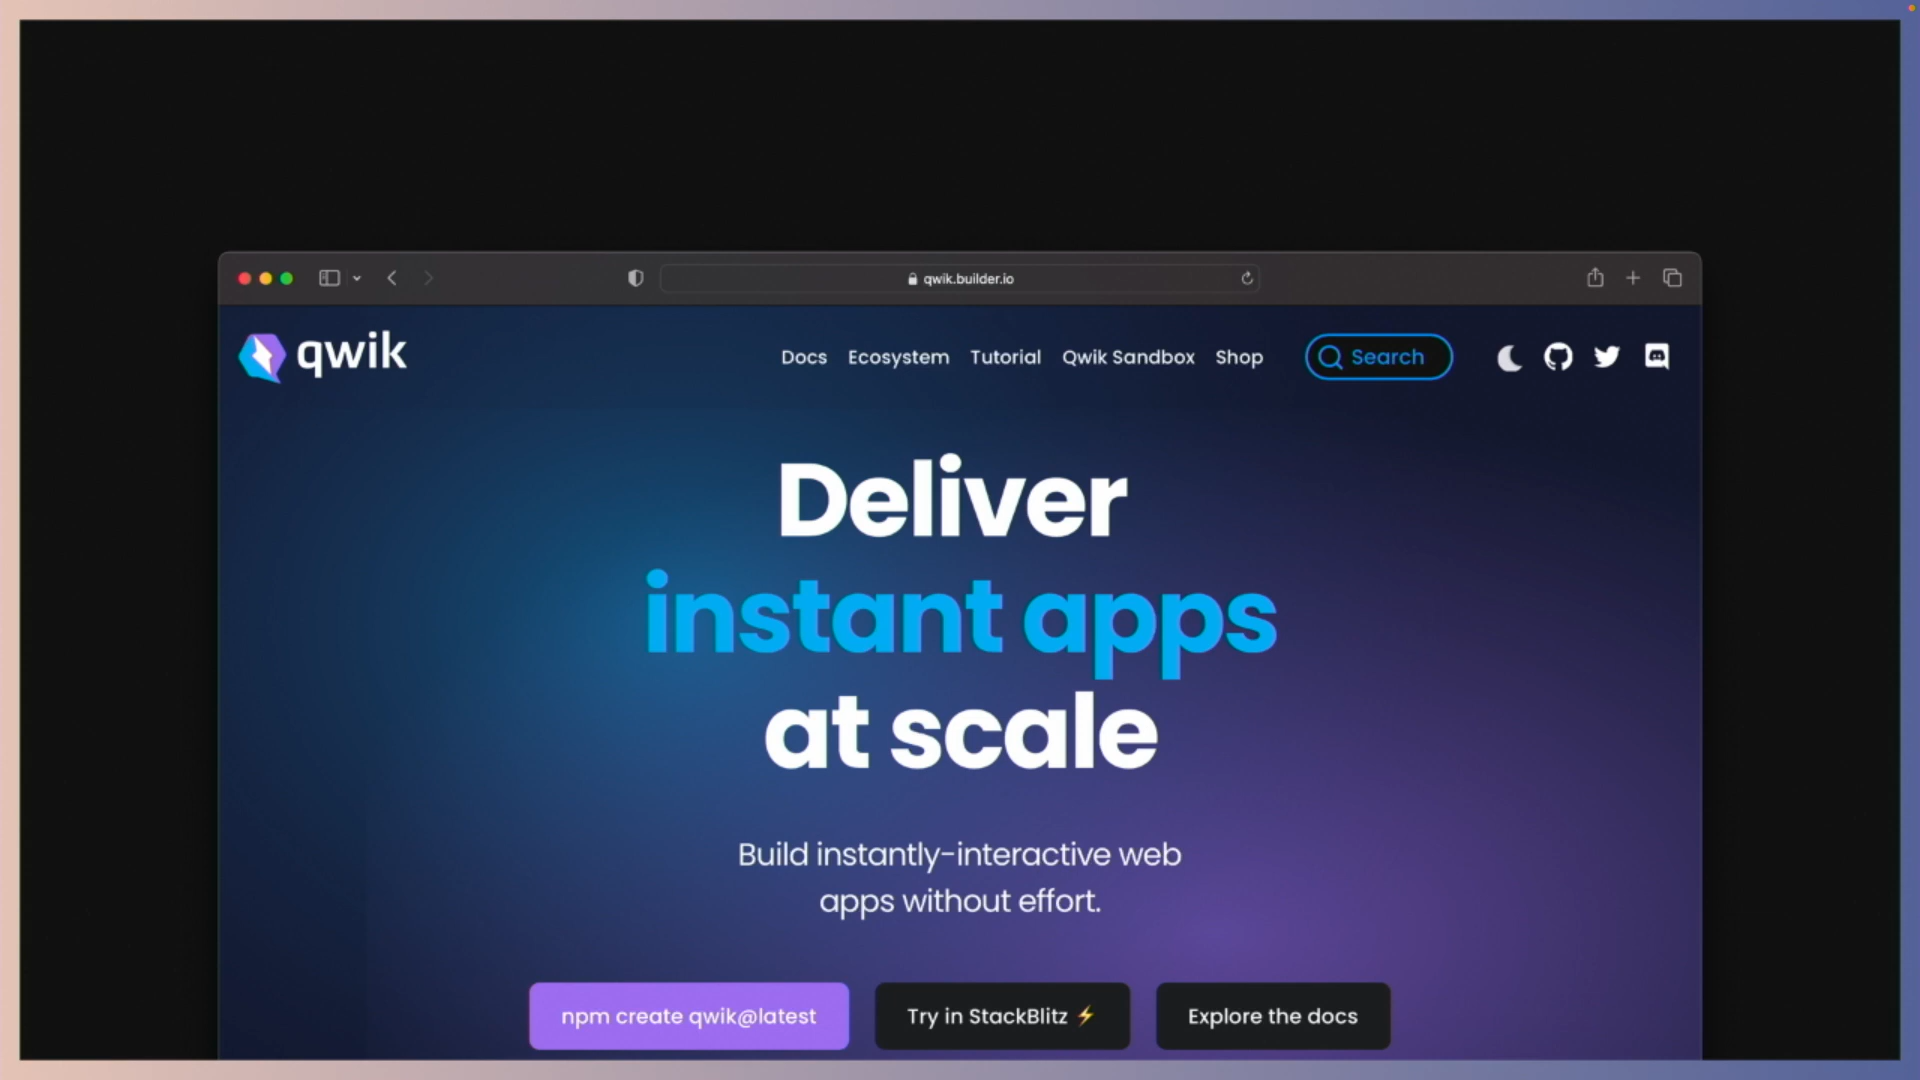 qwik.builder.io
qwik
Docs Ecosystem Tutorial Qwik Sandbox Shop Search
Deliver
instant apps
at scale
Build instantly-interactive web
apps without effort.
npm create qwik@latest Try in StackBlitz ⚡ Explore the docs